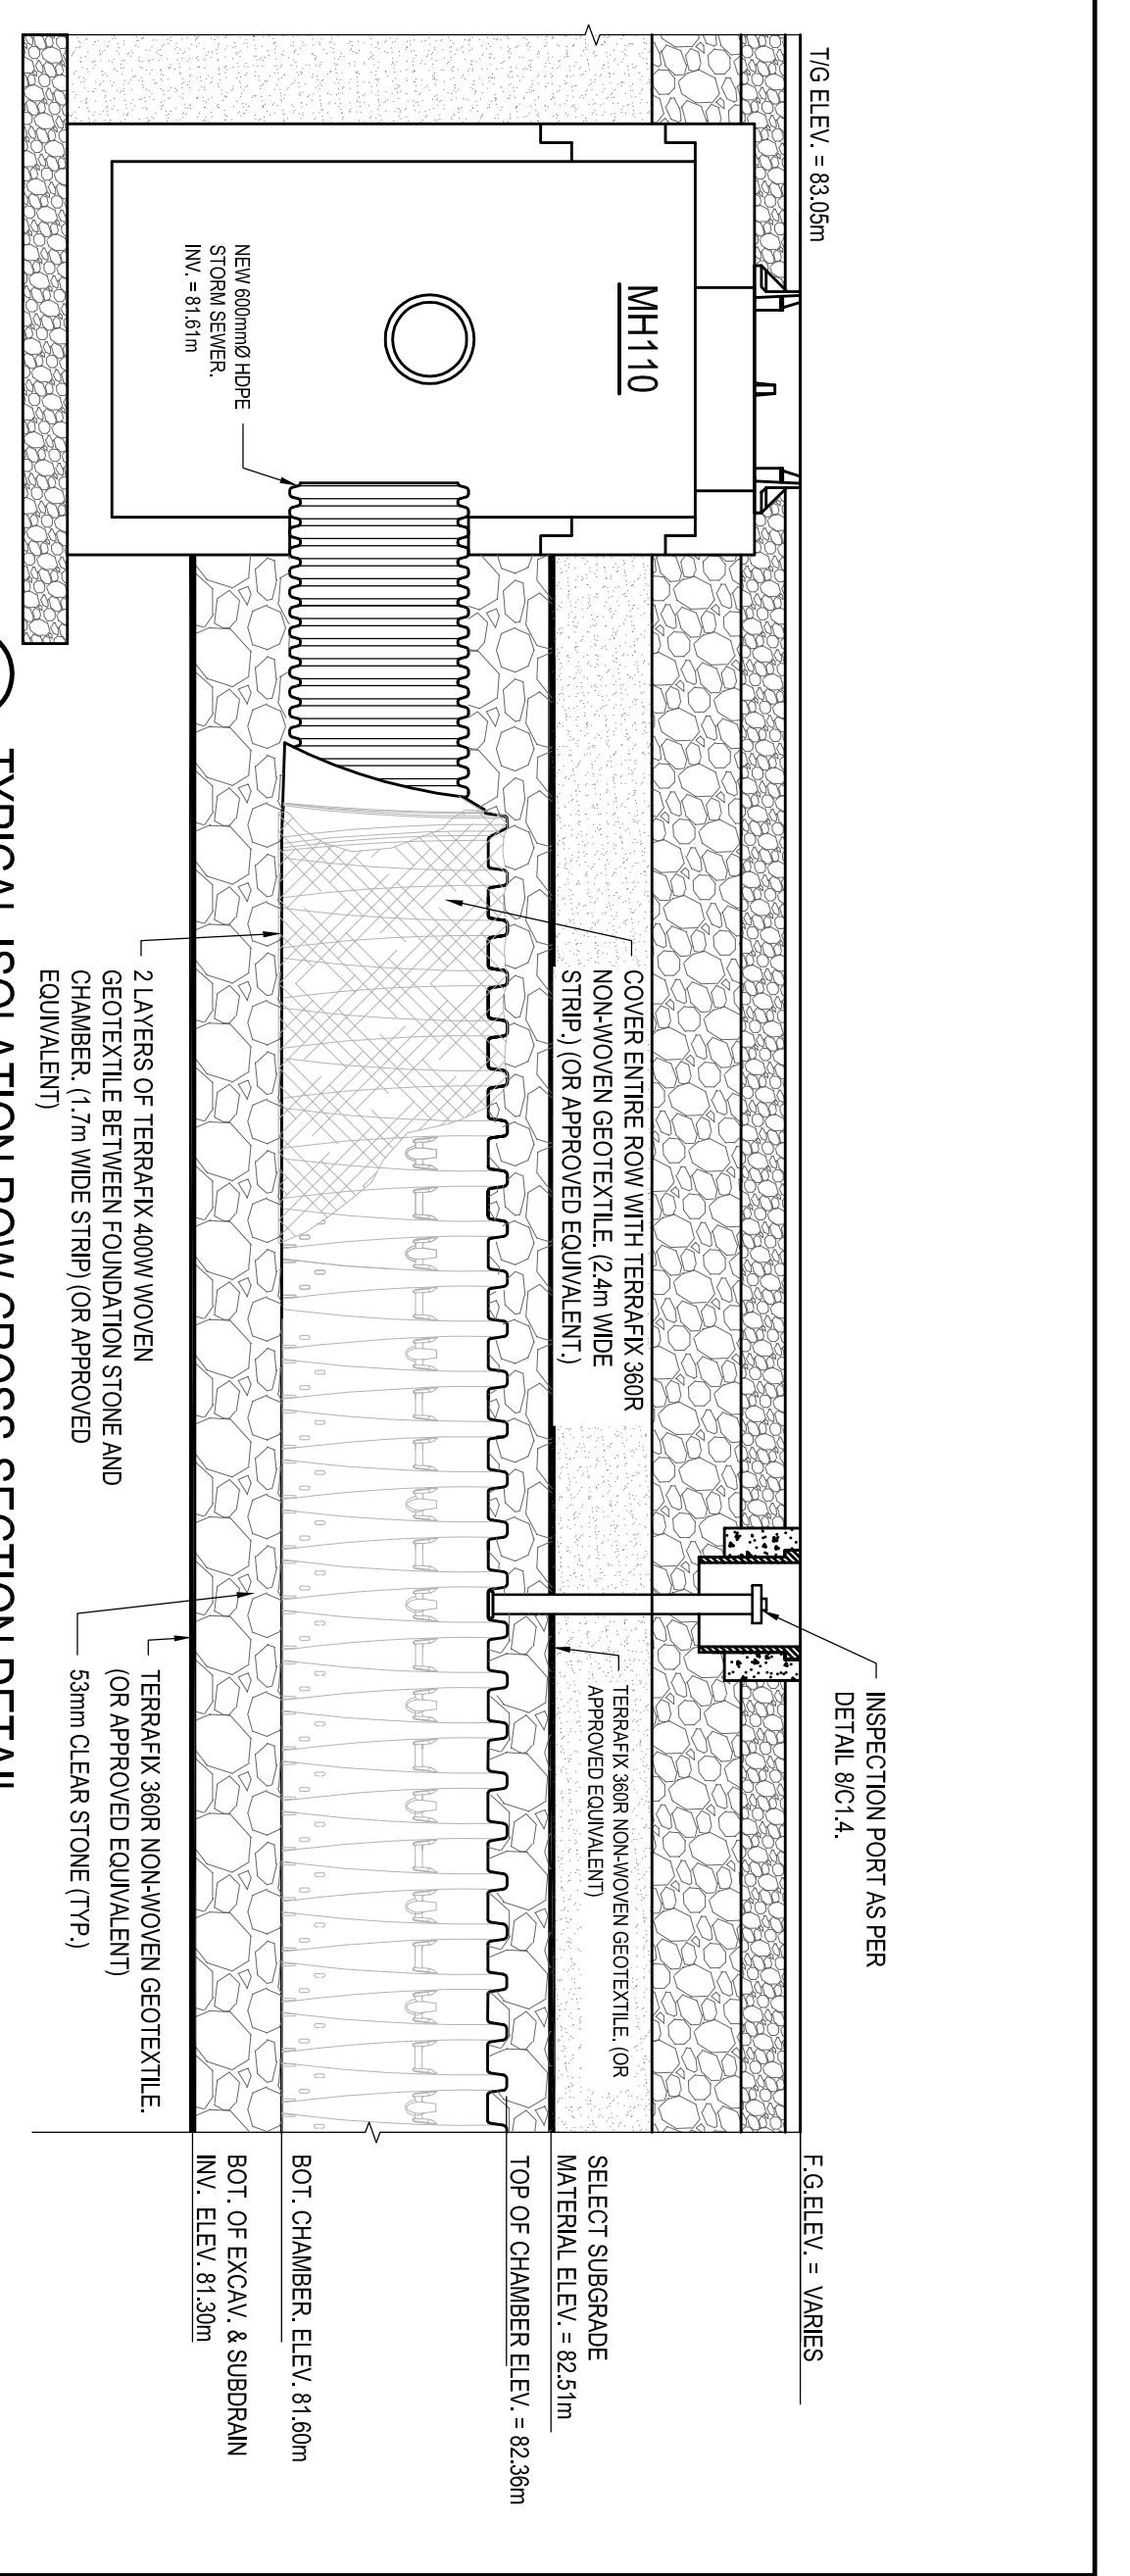 T/G ELEV. = 83.05m
INSPECTION PORT AS PER
DETAIL 8/C1.4.
F.G.ELEV. = VARIES
MH110
COVER ENTIRE ROW WITH TERRAFIX 360R
NON-WOVEN GEOTEXTILE. (2.4m WIDE
STRIP.) (OR APPROVED EQUIVALENT.)
TERRAFIX 360R NON-WOVEN GEOTEXTILE. (OR
APPROVED EQUIVALENT)
SELECT SUBGRADE
MATERIAL ELEV. = 82.51m
TOP OF CHAMBER ELEV. = 82.36m
NEW 600mmØ HDPE
STORM SEWER.
INV. = 81.61m
BOT. CHAMBER. ELEV. 81.60m
BOT. OF EXCAV. & SUBDRAIN
INV. ELEV. 81.30m
2 LAYERS OF TERRAFIX 400W WOVEN
GEOTEXTILE BETWEEN FOUNDATION STONE AND
CHAMBER. (1.7m WIDE STRIP) (OR APPROVED
EQUIVALENT)
TERRAFIX 360R NON-WOVEN GEOTEXTILE.
(OR APPROVED EQUIVALENT)
53mm CLEAR STONE (TYP.)
TYPICAL ISOLATION ROW CROSS SECTION DETAIL